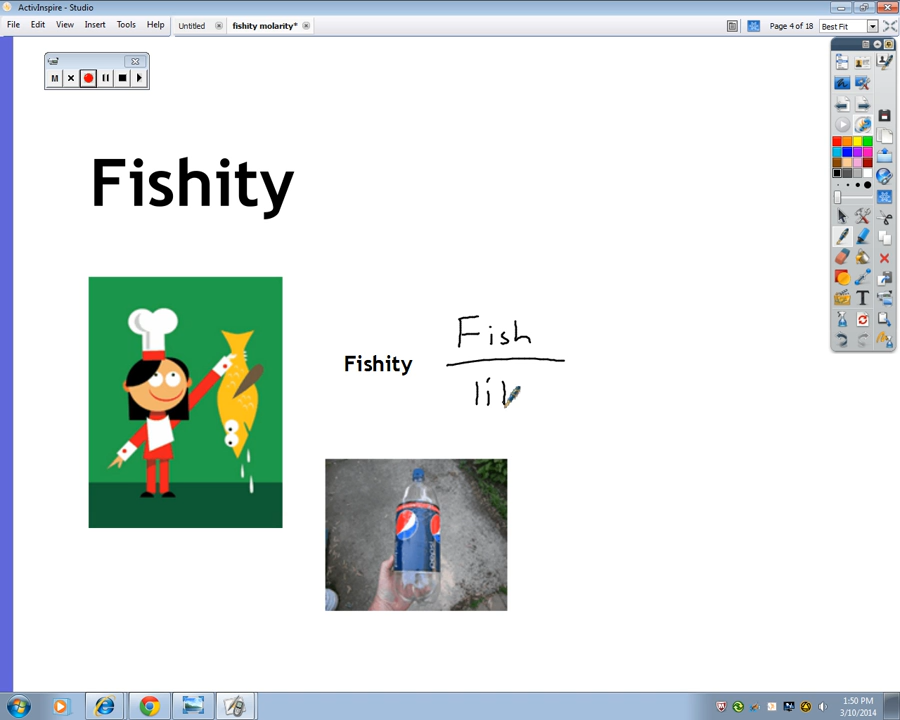 ActivInspire - Studio
File Edit View Insert Tools Help
Untitled fishity molarity* Page 4 of 18 Best Fit
M
Fishity
Fish
Fishity
lil
T
1:50 PM
3/10/2014